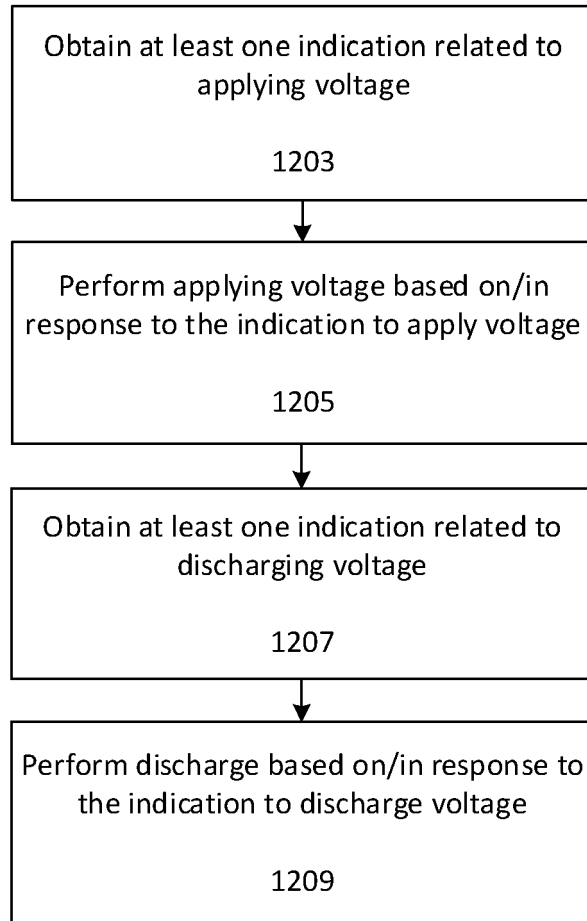 Obtain at least one indication related to
applying voltage
1203
Perform applying voltage based on/in
response to the indication to apply voltage
1205
Obtain at least one indication related to
discharging voltage
1207
Perform discharge based on/in response to
the indication to discharge voltage
1209